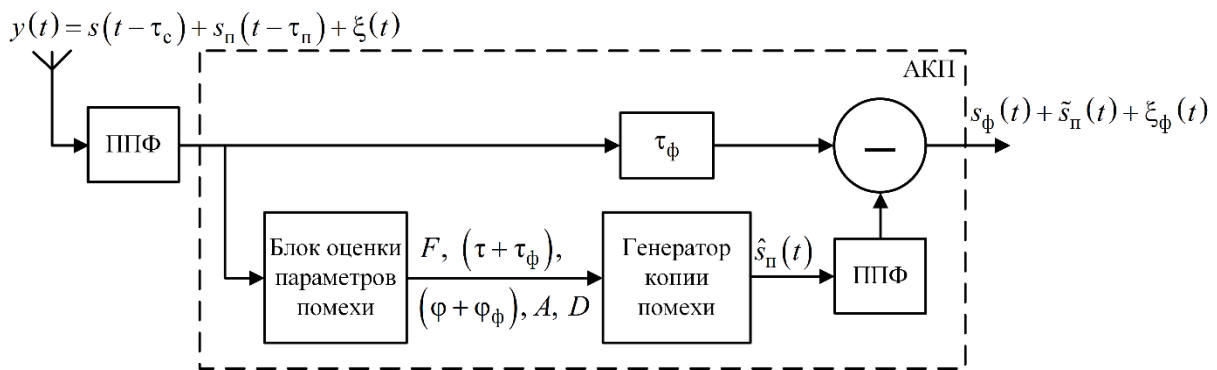 y(t) = s(t − τ_с) + s_п(t − τ_п) + ξ(t)
АКП
ППФ
τ_ф
−
s_ф(t) + s̃_п(t) + ξ_ф(t)
Блок оценки
параметров
помехи
F, (τ + τ_ф),
(φ + φ_ф), A, D
Генератор
копии
помехи
ŝ_п(t)
ППФ